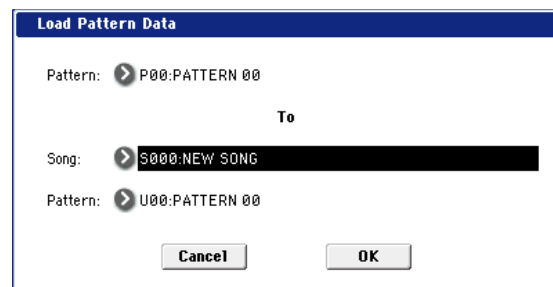 Load Pattern Data
Pattern: P00:PATTERN 00
To
Song: S000:NEW SONG
Pattern: U00:PATTERN 00
Cancel OK